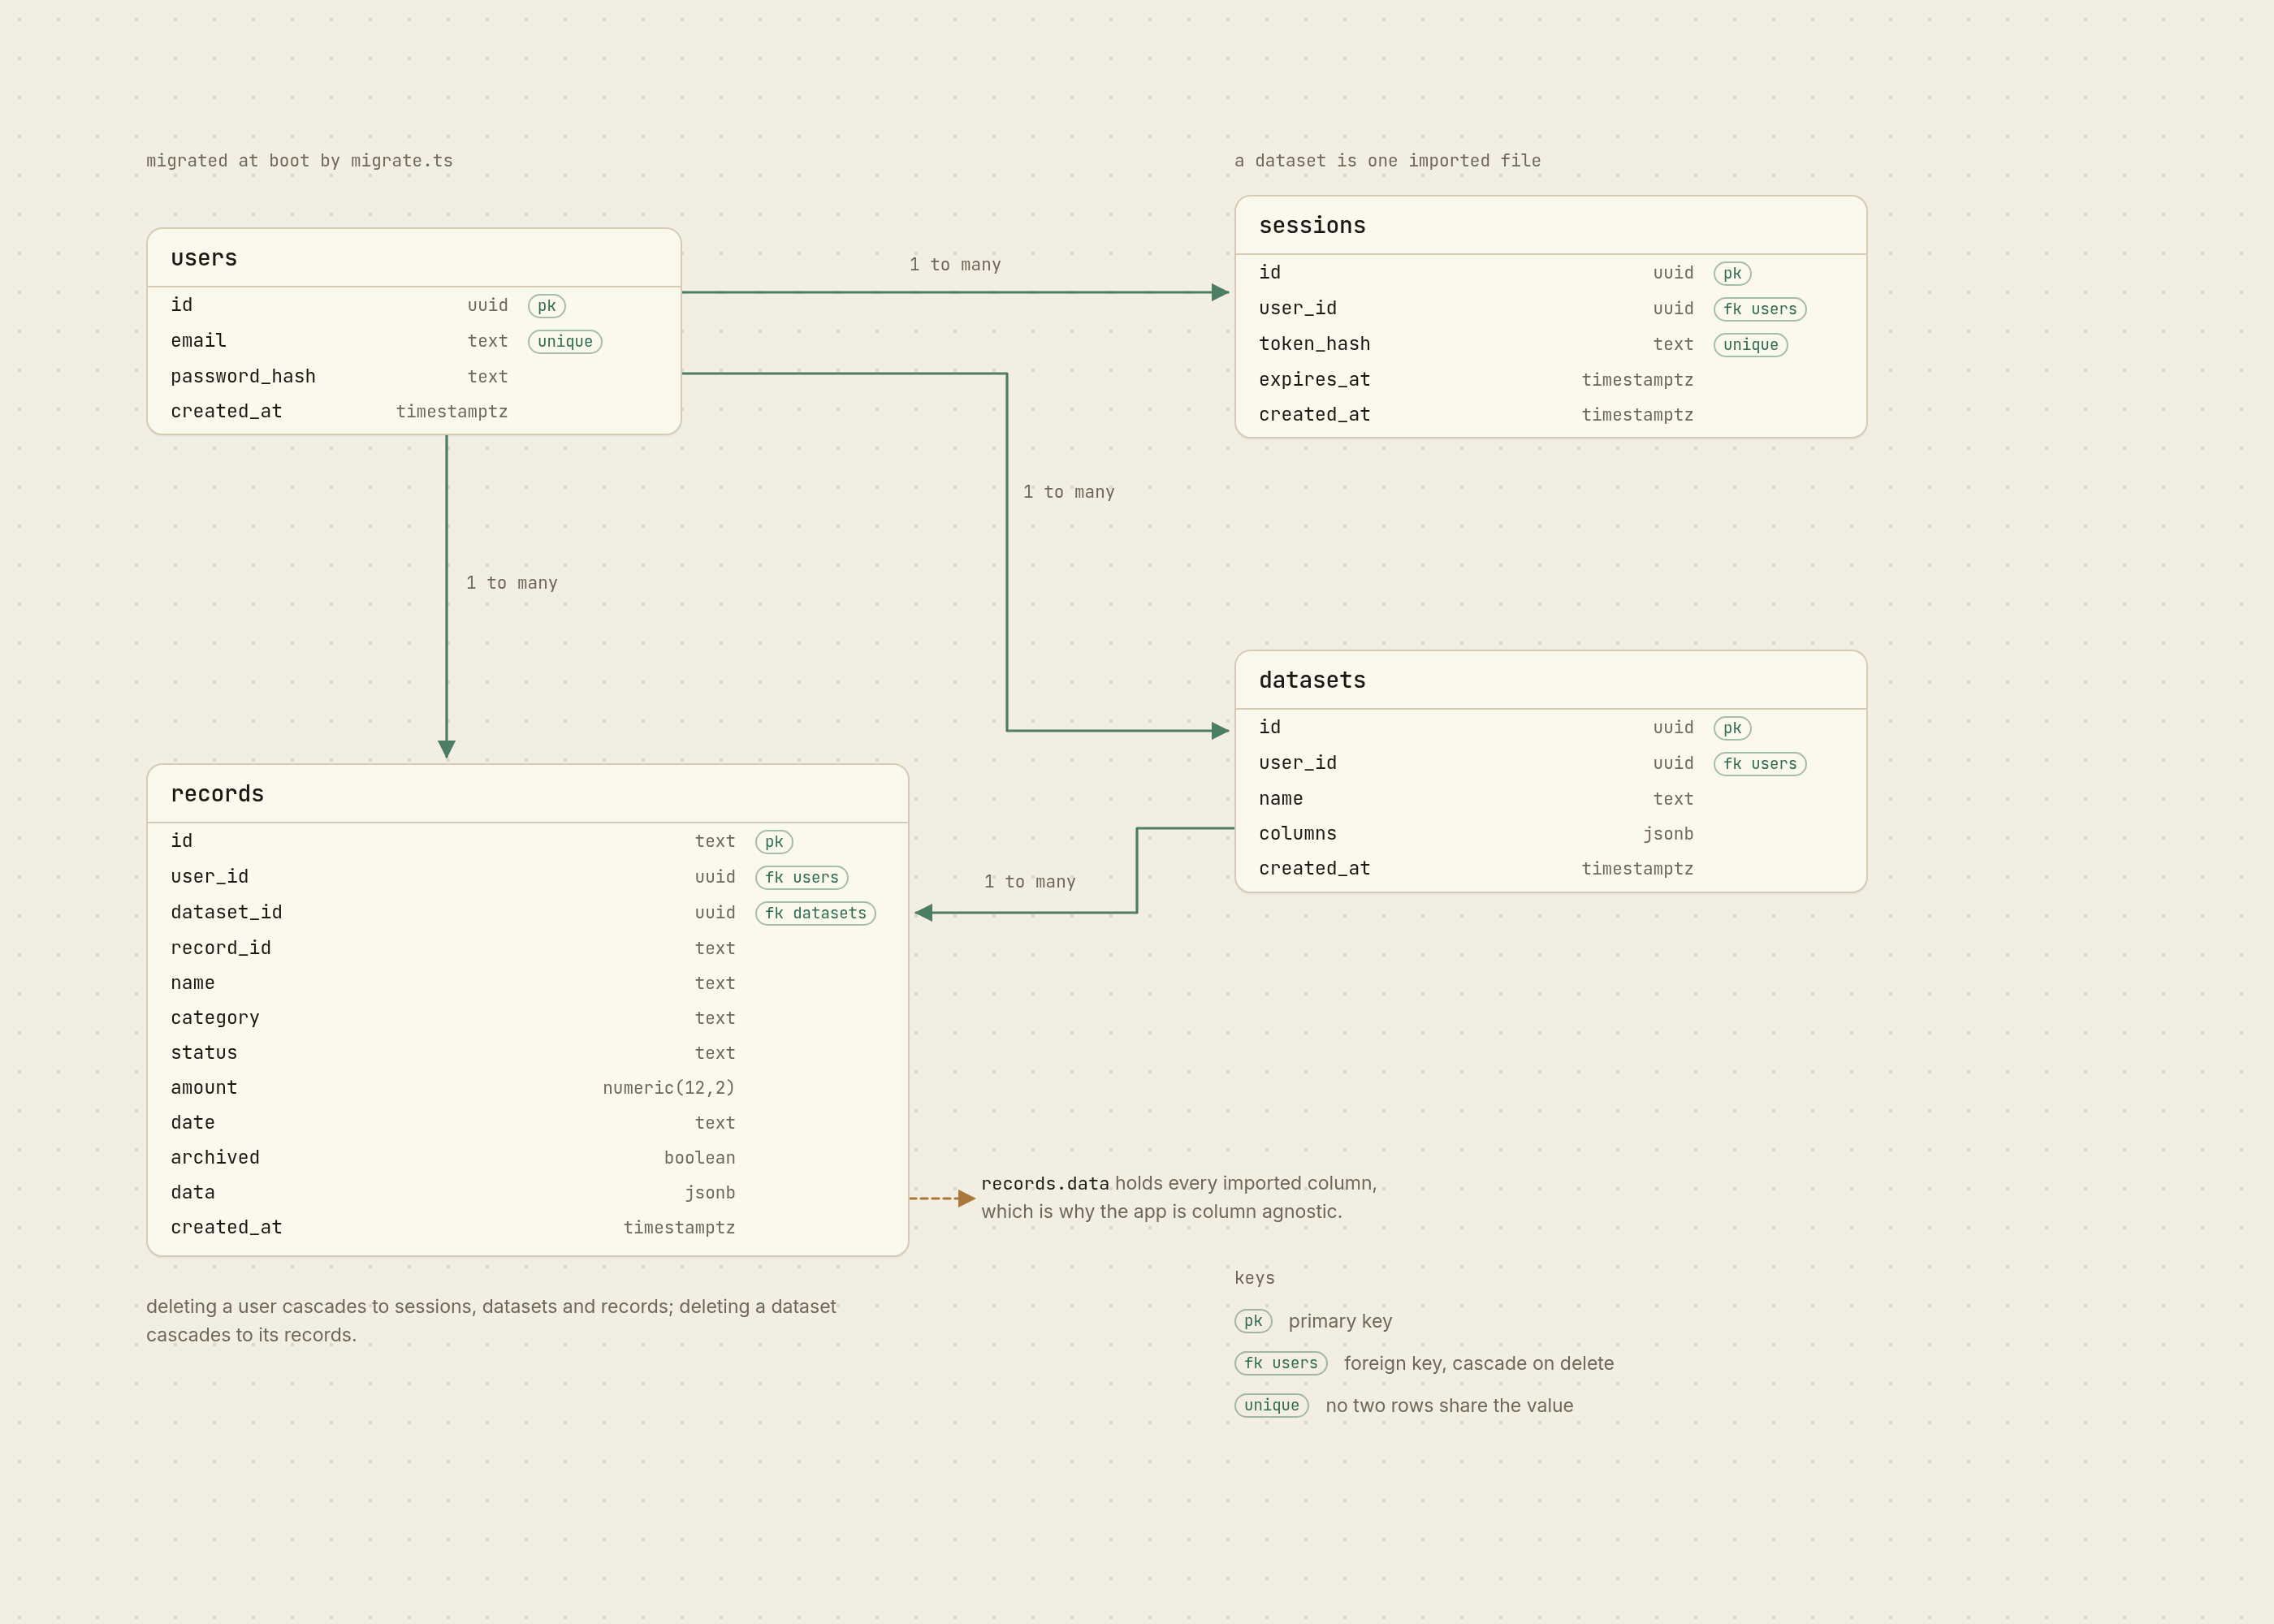 migrated at boot by migrate.ts
a dataset is one imported file
users
id uuid pk
email text unique
password_hash text
created_at timestamptz
1 to many
sessions
id uuid pk
user_id uuid fk users
token_hash text unique
expires_at timestamptz
created_at timestamptz
1 to many
1 to many
datasets
id uuid pk
user_id uuid fk users
name text
columns jsonb
created_at timestamptz
1 to many
records
id text pk
user_id uuid fk users
dataset_id uuid fk datasets
record_id text
name text
category text
status text
amount numeric(12,2)
date text
archived boolean
data jsonb
created_at timestamptz
records.data holds every imported column,
which is why the app is column agnostic.
deleting a user cascades to sessions, datasets and records; deleting a dataset
cascades to its records.
keys
pk primary key
fk users foreign key, cascade on delete
unique no two rows share the value